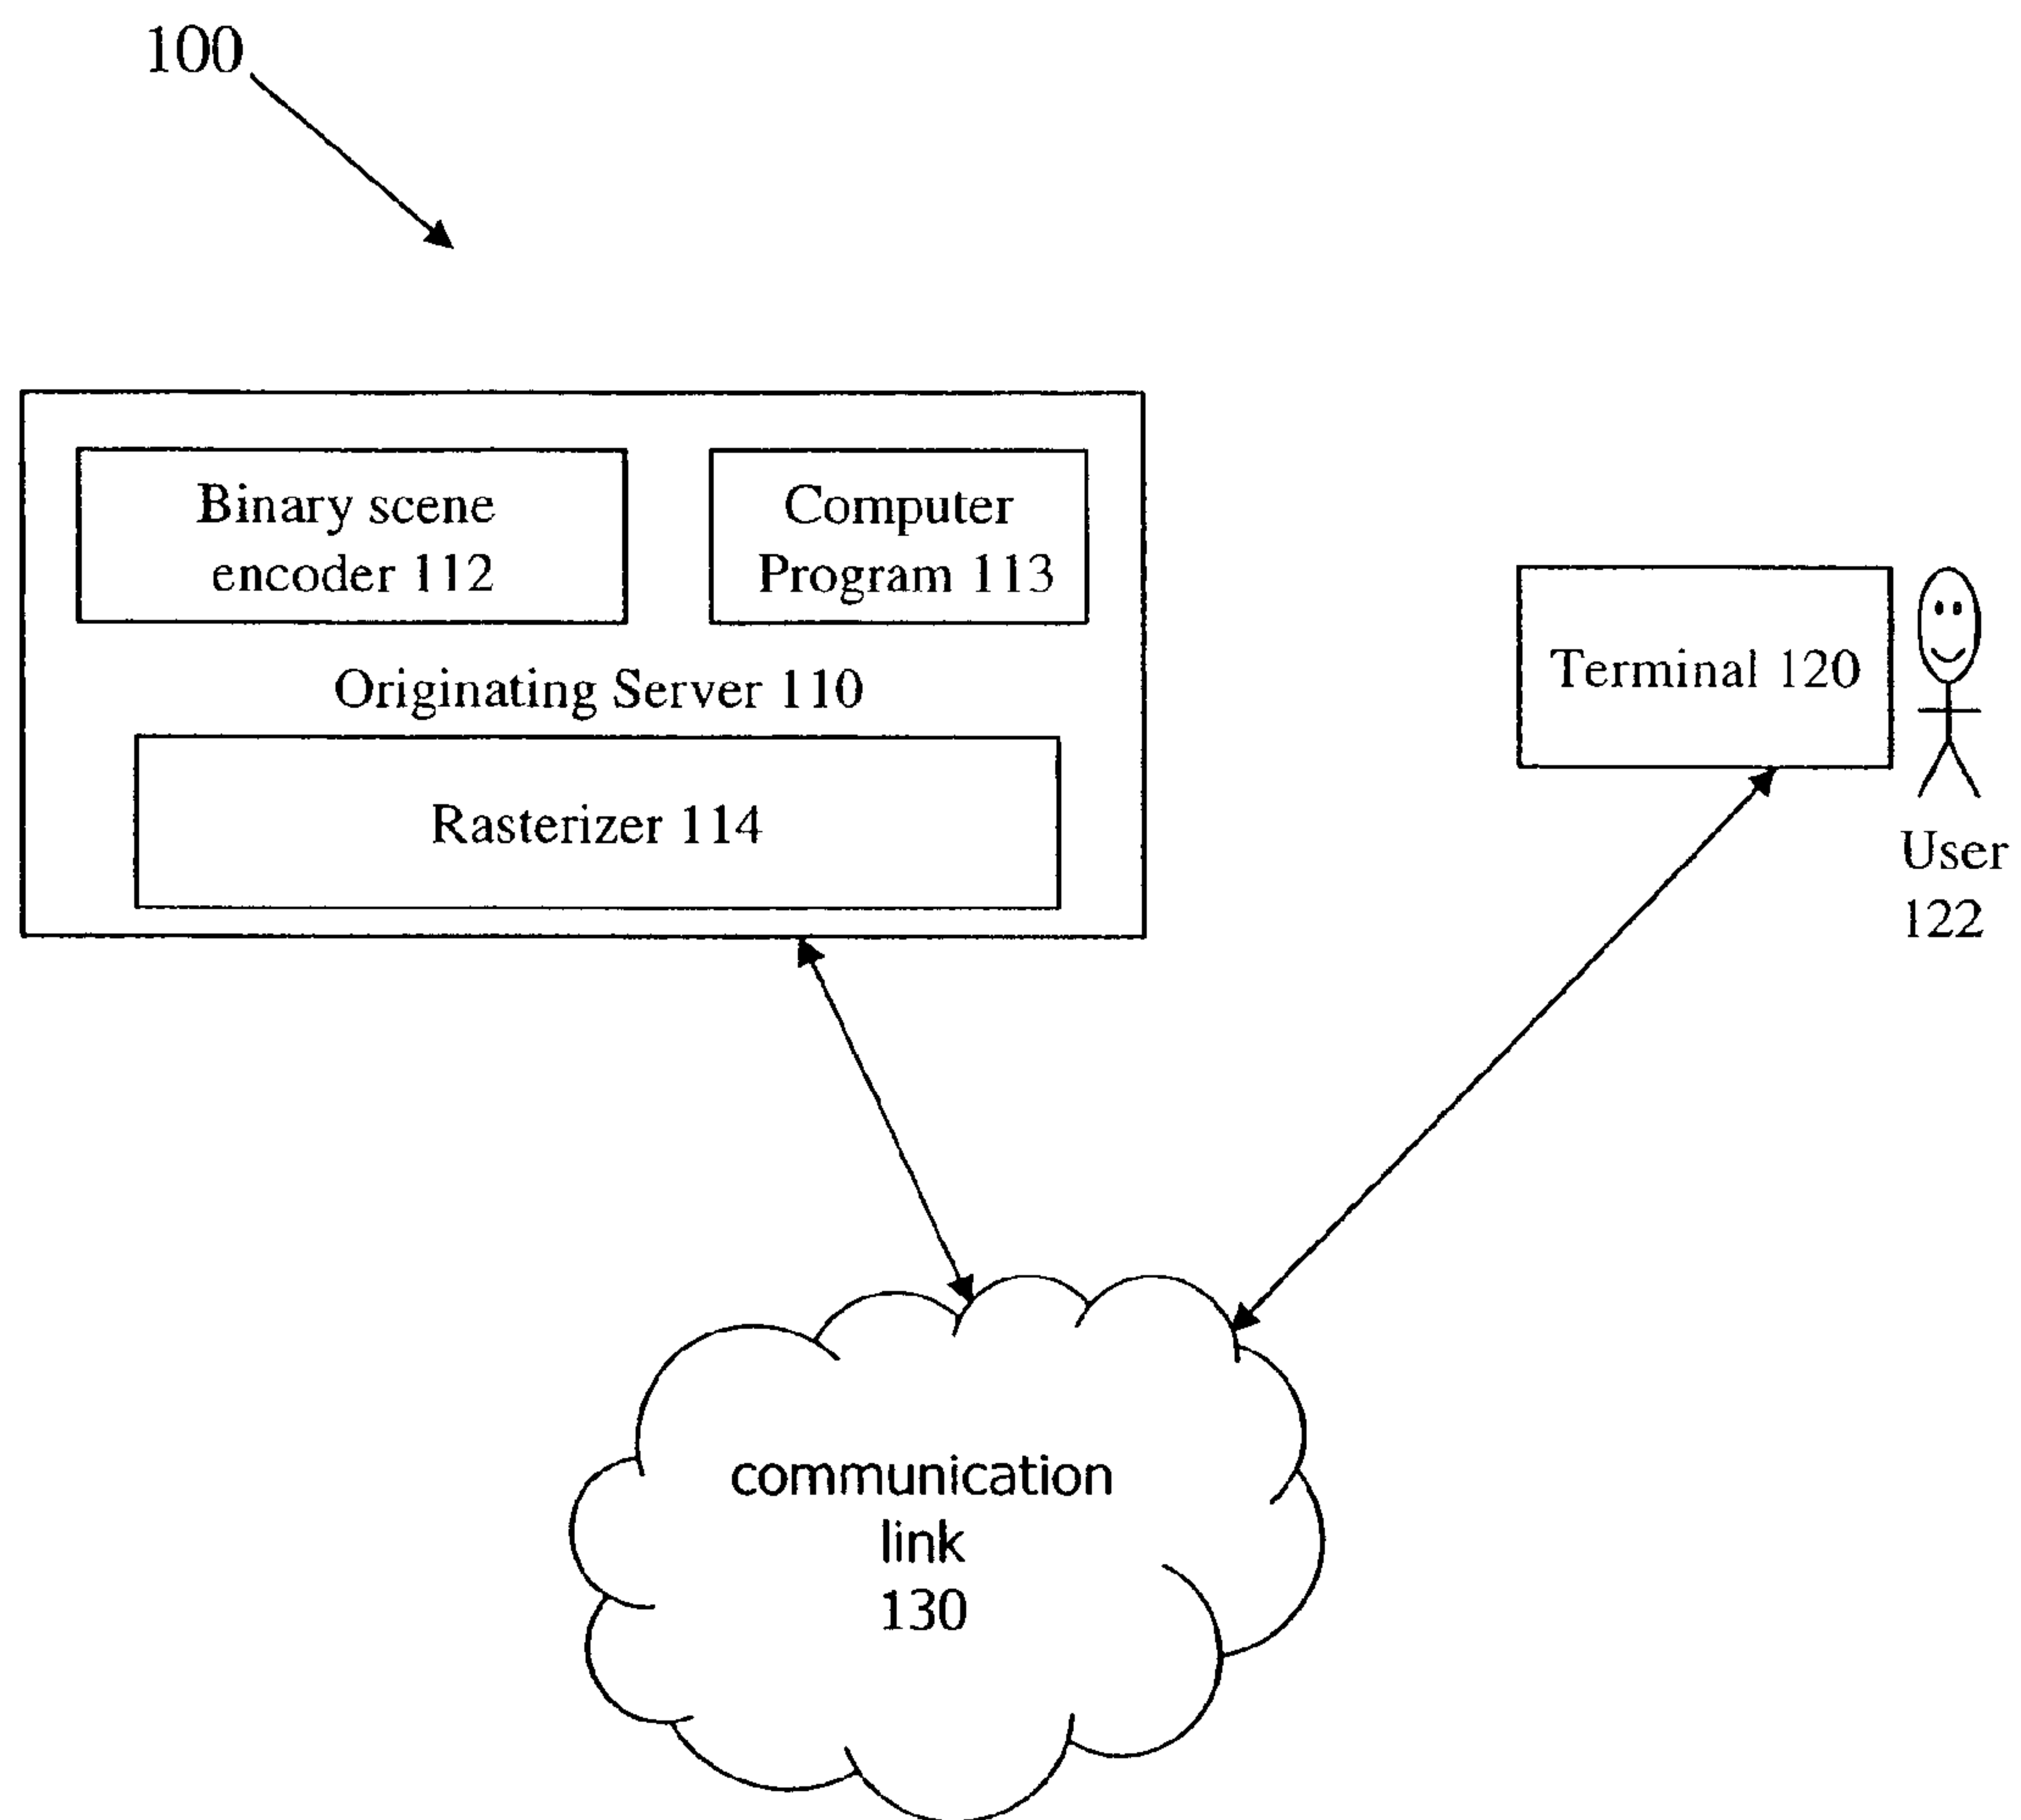 100
Binary scene
encoder 112
Computer
Program 113
Originating Server 110
Rasterizer 114
Terminal 120
User
122
communication
link
130